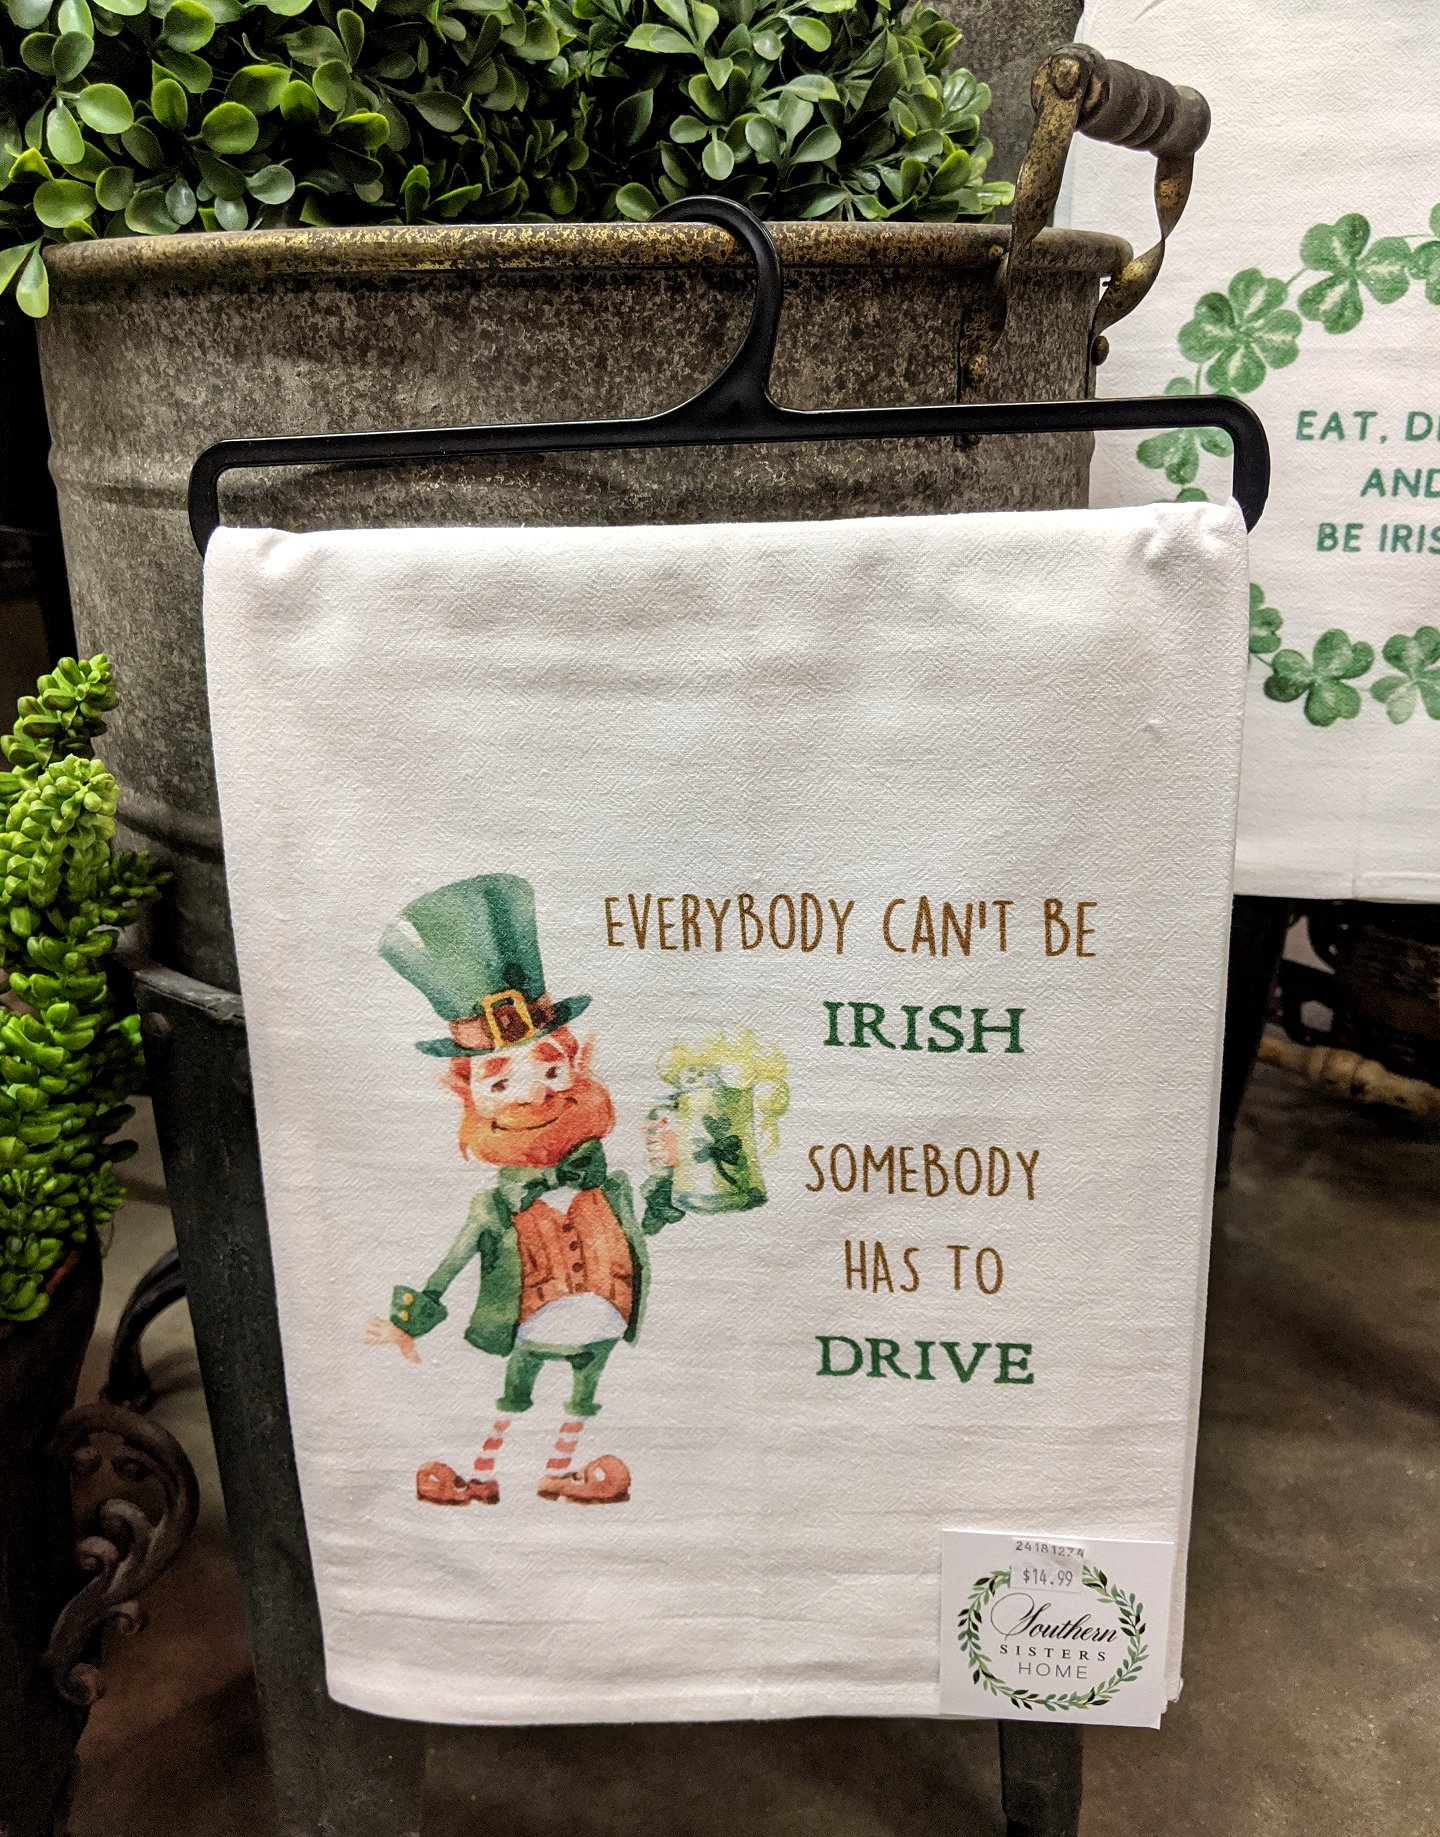 EAT, D
AND
BE IRIS
EVERYBODY CAN'T BE
IRISH
SOMEBODY
HAS TO
DRIVE
24181274
$14.99
Southern
SISTERS
HOME